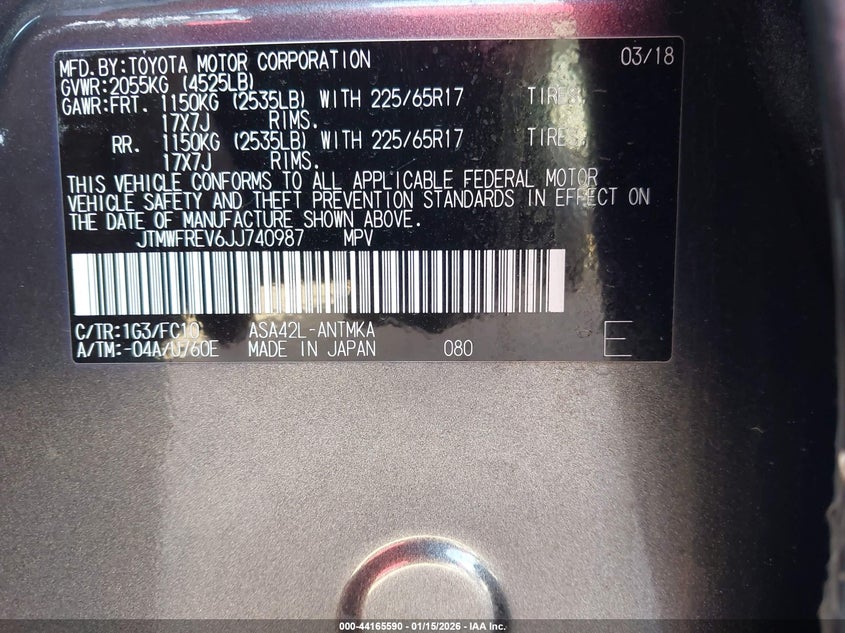 MFD.BY:TOYOTA MOTOR CORPORATION 03/18
GVWR:2055KG (4525LB)
GAWR:FRT. 1150KG (2535LB) WITH 225/65R17 TIRES
17X7J RIMS.
RR. 1150KG (2535LB) WITH 225/65R17 TIRES
17X7J RIMS.
THIS VEHICLE CONFORMS TO ALL APPLICABLE FEDERAL MOTOR
VEHICLE SAFETY AND THEFT PREVENTION STANDARDS IN EFFECT ON
THE DATE OF MANUFACTURE SHOWN ABOVE.
JTMWFREV6JJ740987 MPV
C/TR:1G3/FC10 ASA42L-ANTMKA
A/TM:-04A/U760E MADE IN JAPAN 080 E
000-44165590 - 01/15/2026 - IAA Inc.